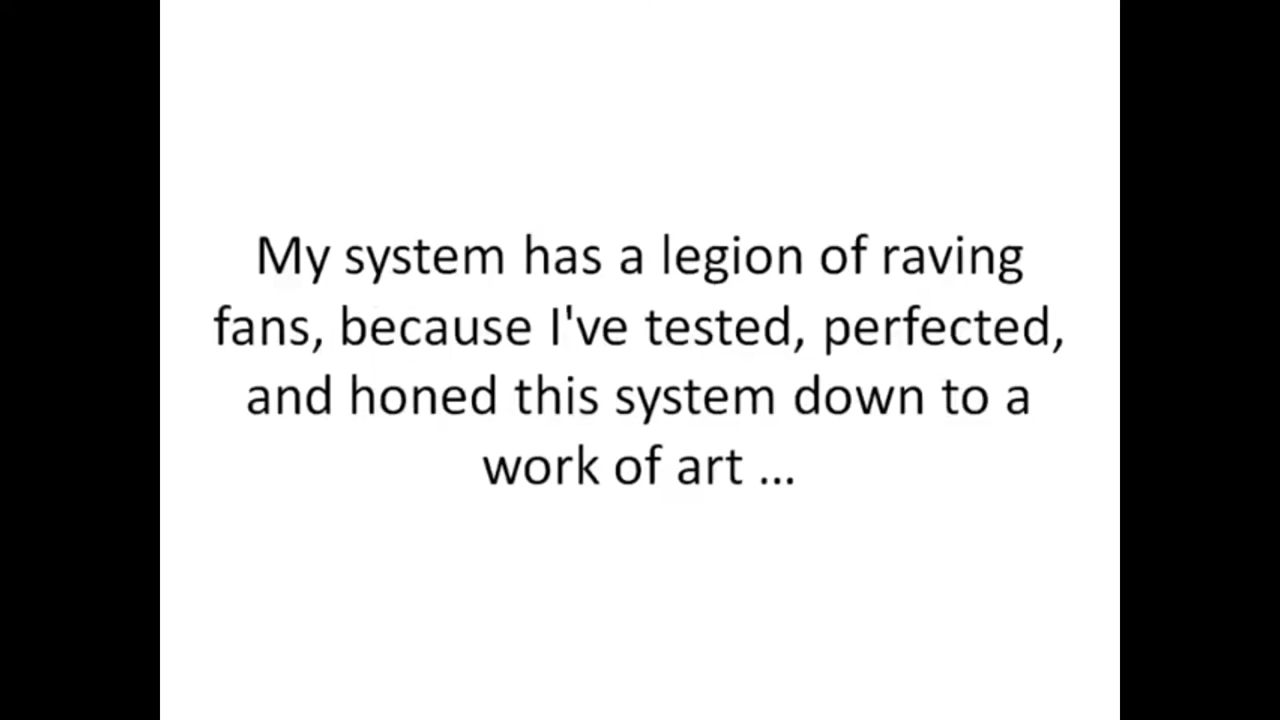 My system has a legion of raving
fans, because I've tested, perfected,
and honed this system down to a
work of art ...